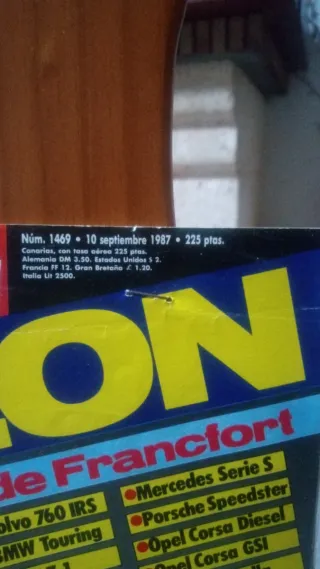 Núm. 1469 • 10 septiembre 1987 • 225 ptas.
Canarias, con tasa aérea 225 ptas.
Alemania DM 3.50. Estados Unidos $ 2.
Francia FF 12. Gran Bretaña £ 1.20.
Italia Lit 2500.
ON
de Francfort
olvo 760 IRS
BMW Touring
•Mercedes Serie S
•Porsche Speedster
•Opel Corsa Diesel
•Opel Corsa GSI